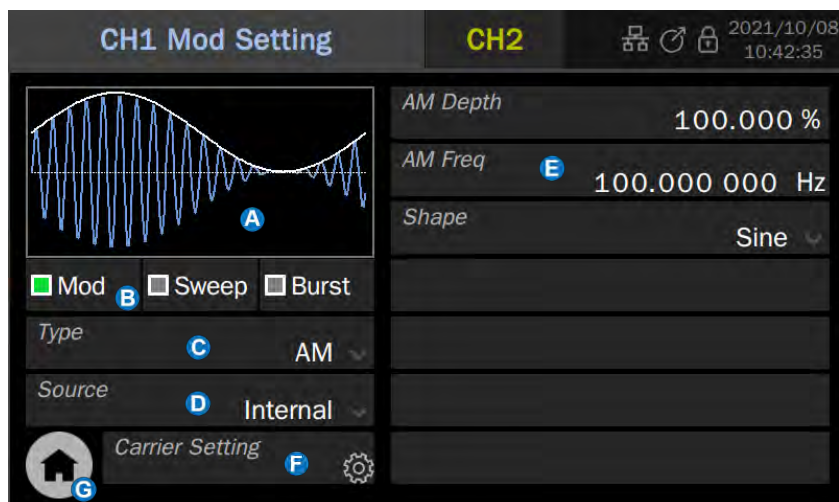 CH1 Mod Setting
CH2
2021/10/08
10:42:35
A
Mod
B
Sweep
Burst
Type
C
AM
Source
D
Internal
Carrier Setting
F
G
AM Depth
100.000 %
AM Freq
E
100.000 000 Hz
Shape
Sine